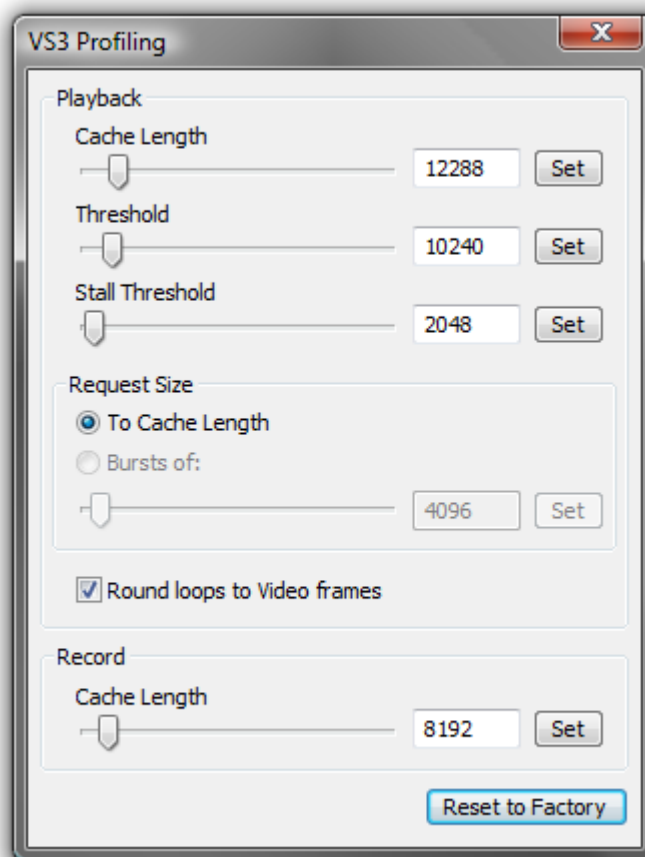 VS3 Profiling
Playback
Cache Length
12288 Set
Threshold
10240 Set
Stall Threshold
2048 Set
Request Size
To Cache Length
Bursts of:
4096 Set
Round loops to Video frames
Record
Cache Length
8192 Set
Reset to Factory